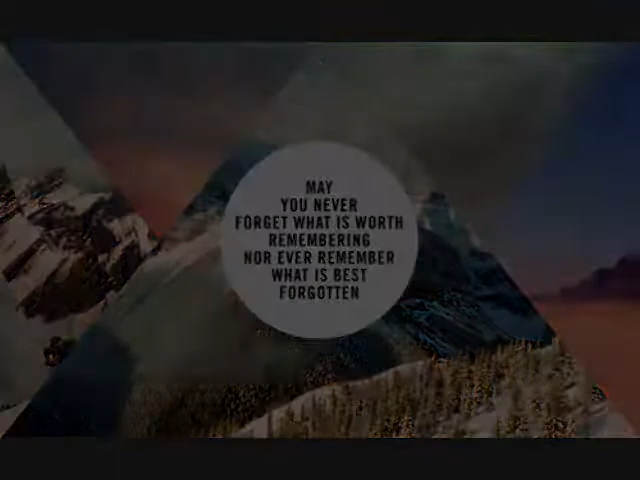 MAY
YOU NEVER
FORGET WHAT IS WORTH
REMEMBERING
NOR EVER REMEMBER
WHAT IS BEST
FORGOTTEN